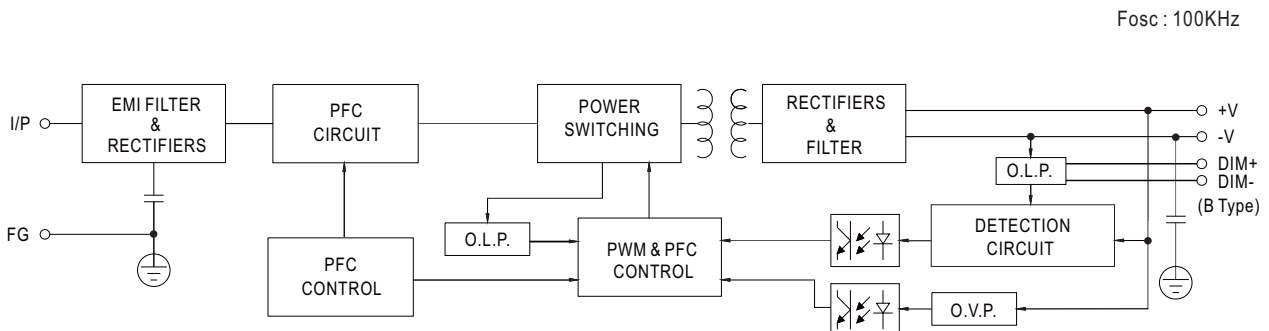 Fosc : 100KHz
I/P
EMI FILTER
&
RECTIFIERS
PFC
CIRCUIT
POWER
SWITCHING
RECTIFIERS
&
FILTER
+V
-V
DIM+
DIM-
(B Type)
O.L.P.
FG
O.L.P.
PFC
CONTROL
PWM & PFC
CONTROL
DETECTION
CIRCUIT
O.V.P.